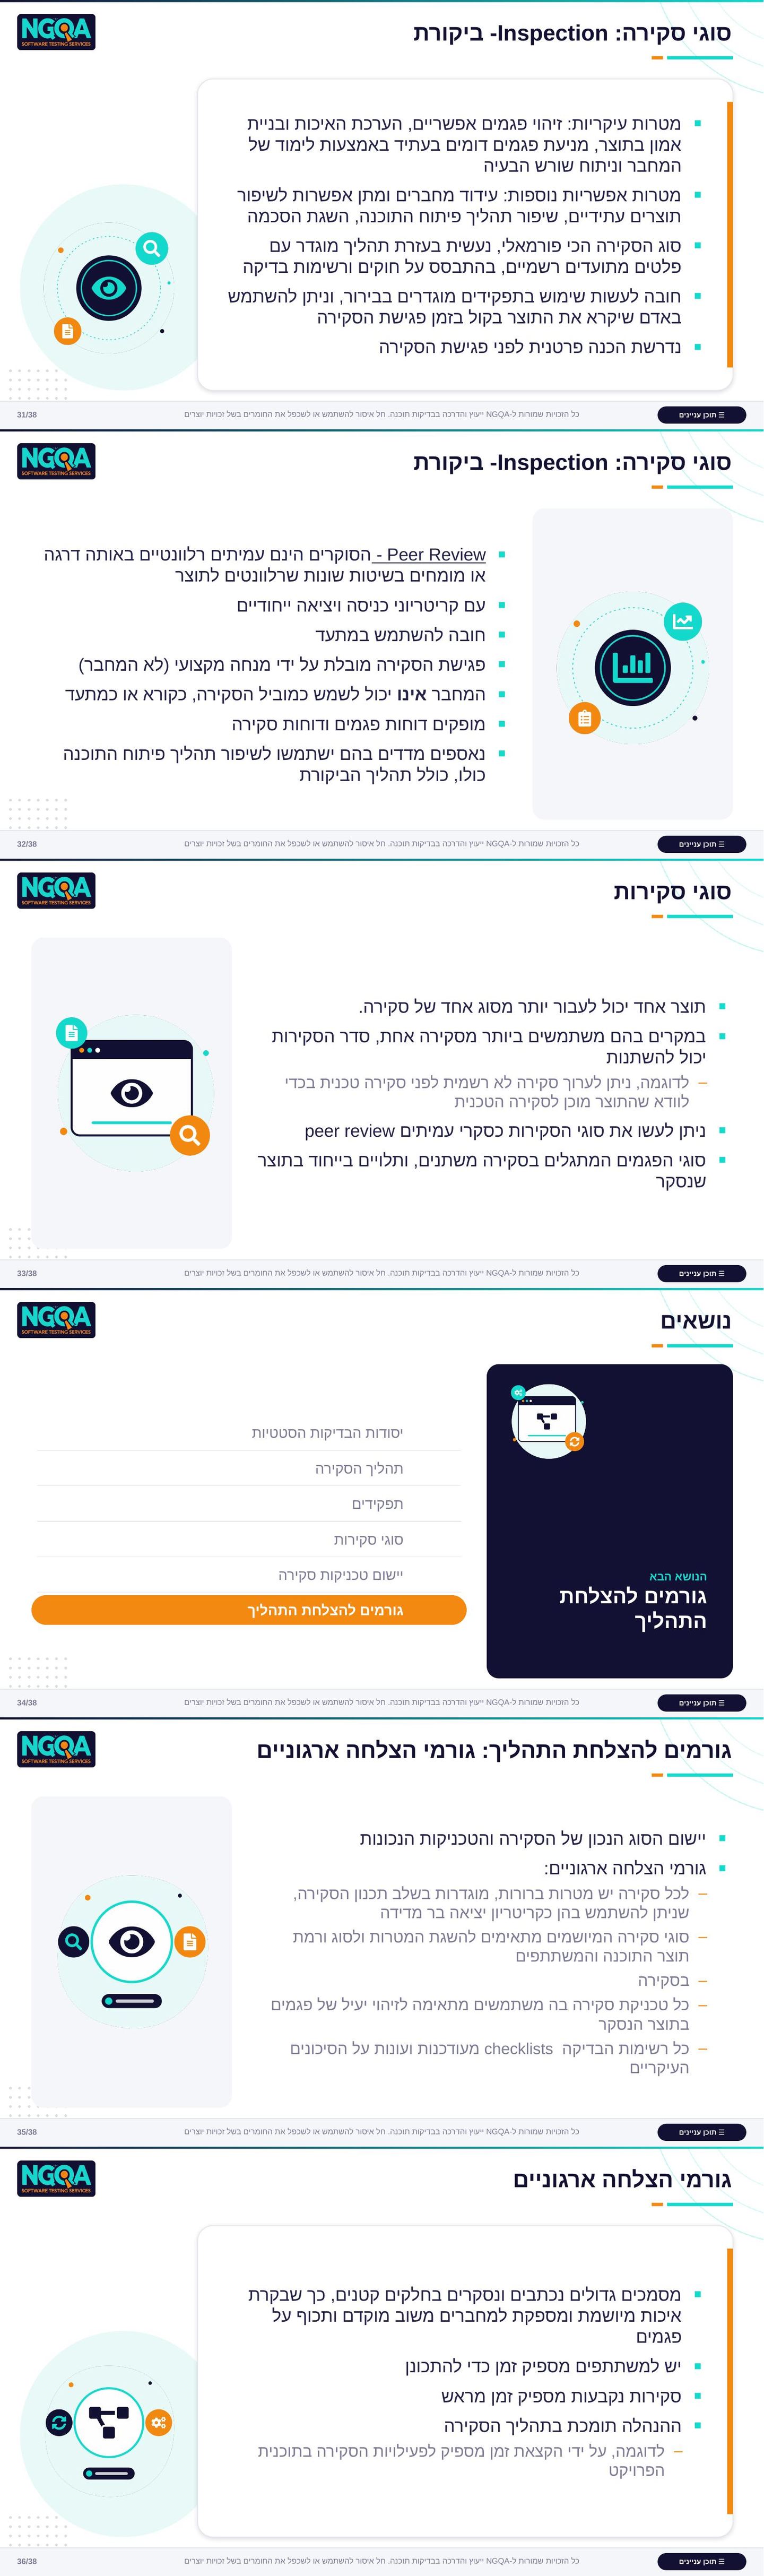 סוגי סקירה: Inspection- ביקורת
NGQA
SOFTWARE TESTING SERVICES
מטרות עיקריות: זיהוי פגמים אפשריים, הערכת האיכות ובניית
אמון בתוצר, מניעת פגמים דומים בעתיד באמצעות לימוד של
המחבר וניתוח שורש הבעיה
מטרות אפשריות נוספות: עידוד מחברים ומתן אפשרות לשיפור
תוצרים עתידיים, שיפור תהליך פיתוח התוכנה, השגת הסכמה
סוג הסקירה הכי פורמאלי, נעשית בעזרת תהליך מוגדר עם
פלטים מתועדים רשמיים, בהתבסס על חוקים ורשימות בדיקה
חובה לעשות שימוש בתפקידים מוגדרים בבירור, וניתן להשתמש
באדם שיקרא את התוצר בקול בזמן פגישת הסקירה
נדרשת הכנה פרטנית לפני פגישת הסקירה
☰ תוכן עניינים
כל הזכויות שמורות ל-NGQA ייעוץ והדרכה בבדיקות תוכנה. חל איסור להשתמש או לשכפל את החומרים בשל זכויות יוצרים
31/38
סוגי סקירה: Inspection- ביקורת
NGQA
SOFTWARE TESTING SERVICES
Peer Review - הסוקרים הינם עמיתים רלוונטיים באותה דרגה
או מומחים בשיטות שונות שרלוונטים לתוצר
עם קריטריוני כניסה ויציאה ייחודיים
חובה להשתמש במתעד
פגישת הסקירה מובלת על ידי מנחה מקצועי (לא המחבר)
המחבר אינו יכול לשמש כמוביל הסקירה, כקורא או כמתעד
מופקים דוחות פגמים ודוחות סקירה
נאספים מדדים בהם ישתמשו לשיפור תהליך פיתוח התוכנה
כולו, כולל תהליך הביקורת
☰ תוכן עניינים
כל הזכויות שמורות ל-NGQA ייעוץ והדרכה בבדיקות תוכנה. חל איסור להשתמש או לשכפל את החומרים בשל זכויות יוצרים
32/38
סוגי סקירות
NGQA
SOFTWARE TESTING SERVICES
תוצר אחד יכול לעבור יותר מסוג אחד של סקירה.
במקרים בהם משתמשים ביותר מסקירה אחת, סדר הסקירות
יכול להשתנות
– לדוגמה, ניתן לערוך סקירה לא רשמית לפני סקירה טכנית בכדי
לוודא שהתוצר מוכן לסקירה הטכנית
ניתן לעשו את סוגי הסקירות כסקרי עמיתים peer review
סוגי הפגמים המתגלים בסקירה משתנים, ותלויים בייחוד בתוצר
שנסקר
☰ תוכן עניינים
כל הזכויות שמורות ל-NGQA ייעוץ והדרכה בבדיקות תוכנה. חל איסור להשתמש או לשכפל את החומרים בשל זכויות יוצרים
33/38
נושאים
NGQA
SOFTWARE TESTING SERVICES
הנושא הבא
גורמים להצלחת
התהליך
יסודות הבדיקות הסטטיות
תהליך הסקירה
תפקידים
סוגי סקירות
יישום טכניקות סקירה
גורמים להצלחת התהליך
☰ תוכן עניינים
כל הזכויות שמורות ל-NGQA ייעוץ והדרכה בבדיקות תוכנה. חל איסור להשתמש או לשכפל את החומרים בשל זכויות יוצרים
34/38
גורמים להצלחת התהליך: גורמי הצלחה ארגוניים
NGQA
SOFTWARE TESTING SERVICES
יישום הסוג הנכון של הסקירה והטכניקות הנכונות
גורמי הצלחה ארגוניים:
– לכל סקירה יש מטרות ברורות, מוגדרות בשלב תכנון הסקירה,
שניתן להשתמש בהן כקריטריון יציאה בר מדידה
– סוגי סקירה המיושמים מתאימים להשגת המטרות ולסוג ורמת
תוצר התוכנה והמשתתפים
– בסקירה
– כל טכניקת סקירה בה משתמשים מתאימה לזיהוי יעיל של פגמים
בתוצר הנסקר
– כל רשימות הבדיקה checklists מעודכנות ועונות על הסיכונים
העיקריים
☰ תוכן עניינים
כל הזכויות שמורות ל-NGQA ייעוץ והדרכה בבדיקות תוכנה. חל איסור להשתמש או לשכפל את החומרים בשל זכויות יוצרים
35/38
גורמי הצלחה ארגוניים
NGQA
SOFTWARE TESTING SERVICES
מסמכים גדולים נכתבים ונסקרים בחלקים קטנים, כך שבקרת
איכות מיושמת ומספקת למחברים משוב מוקדם ותכוף על
פגמים
יש למשתתפים מספיק זמן כדי להתכונן
סקירות נקבעות מספיק זמן מראש
ההנהלה תומכת בתהליך הסקירה
– לדוגמה, על ידי הקצאת זמן מספיק לפעילויות הסקירה בתוכנית
הפרויקט
☰ תוכן עניינים
כל הזכויות שמורות ל-NGQA ייעוץ והדרכה בבדיקות תוכנה. חל איסור להשתמש או לשכפל את החומרים בשל זכויות יוצרים
36/38